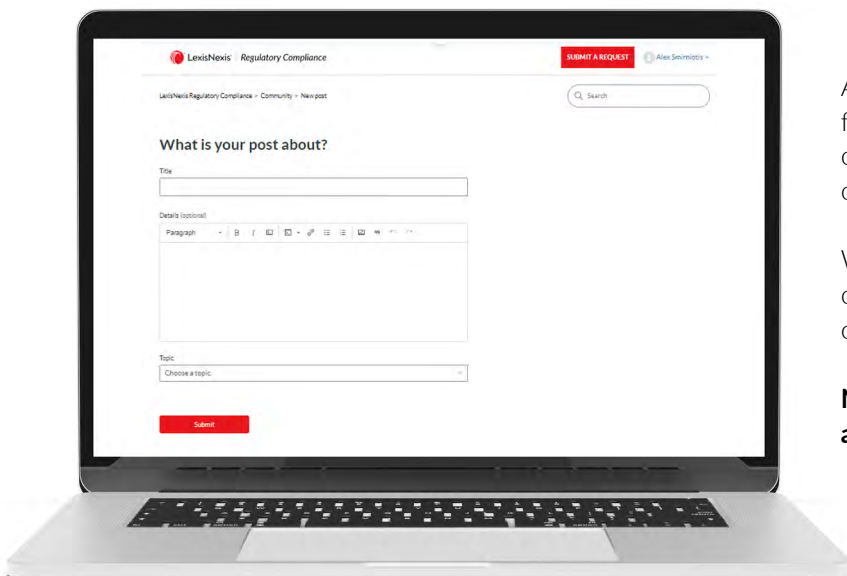 LexisNexis Regulatory Compliance
SUBMIT A REQUEST
Alex Smirniotis
LexisNexis Regulatory Compliance > Community > New post
Search
What is your post about?
Title
Details (optional)
Paragraph
Topic
Choose a topic
Submit